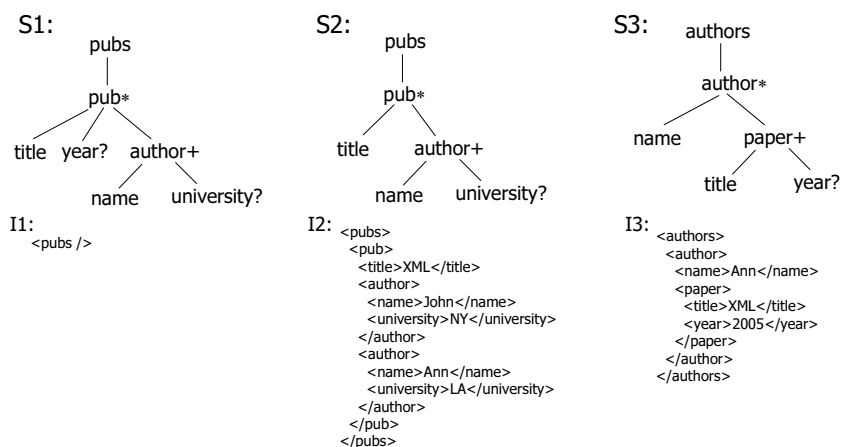 S1:
pubs
pub*
title year? author+
name university?
I1:
<pubs />
S2:
pubs
pub*
title author+
name university?
I2:
<pubs>
<pub>
<title>XML</title>
<author>
<name>John</name>
<university>NY</university>
</author>
<author>
<name>Ann</name>
<university>LA</university>
</author>
</pub>
</pubs>
S3:
authors
author*
name paper+
title year?
I3:
<authors>
<author>
<name>Ann</name>
<paper>
<title>XML</title>
<year>2005</year>
</paper>
</author>
</authors>